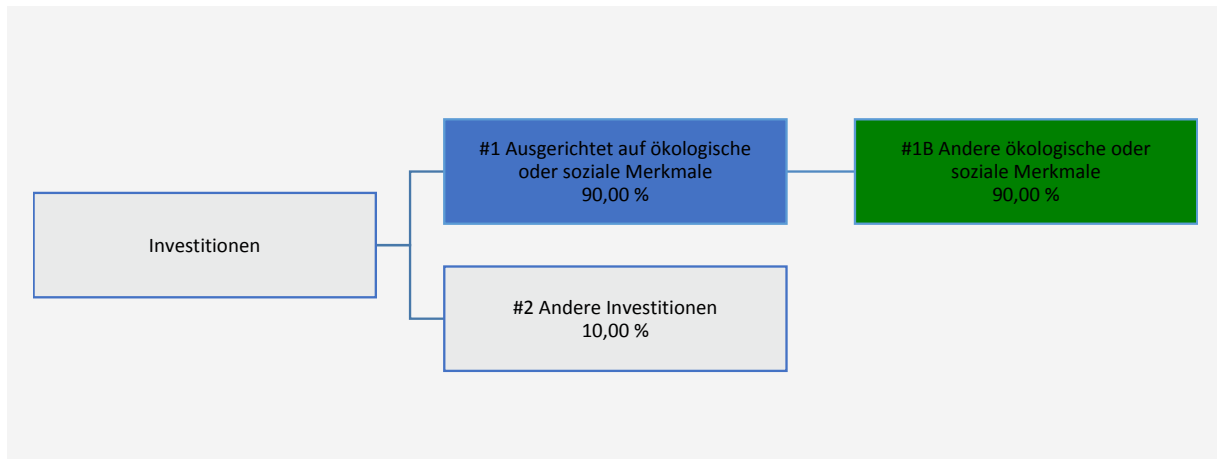 Investitionen
#1 Ausgerichtet auf ökologische
oder soziale Merkmale
90,00 %
#1B Andere ökologische oder
soziale Merkmale
90,00 %
#2 Andere Investitionen
10,00 %